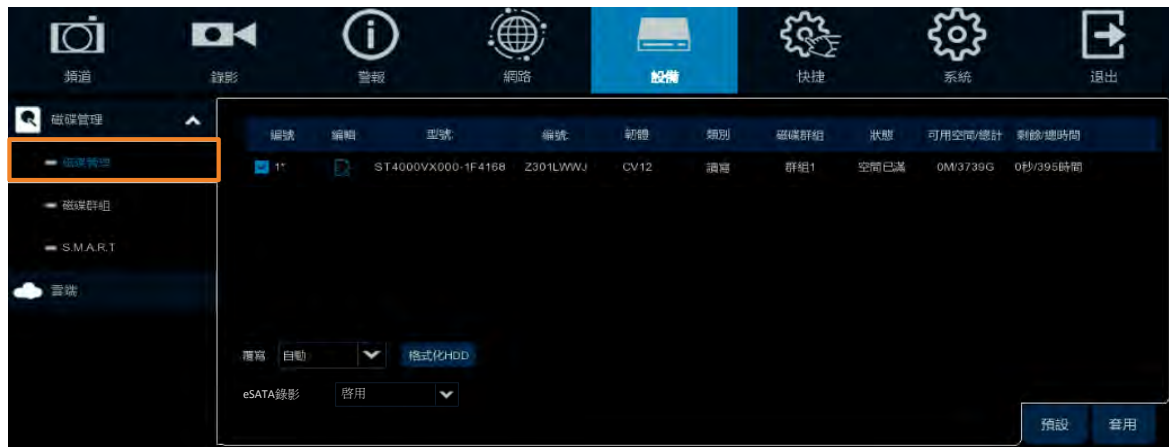 頻道 錄影 警報 網路 設備 快捷 系統 退出
磁碟管理
編號 編輯 型號 編號 韌體 類別 磁碟群組 狀態 可用空間/總計 剩餘/總時間
磁碟管理
1* ST4000VX000-1F4168 Z301LWWJ CV12 讀寫 群組1 空間已滿 0M/3739G 0秒/395時間
磁碟群組
S.M.A.R.T
雲端
覆寫 自動 格式化HDD
eSATA錄影 啓用
預設 套用